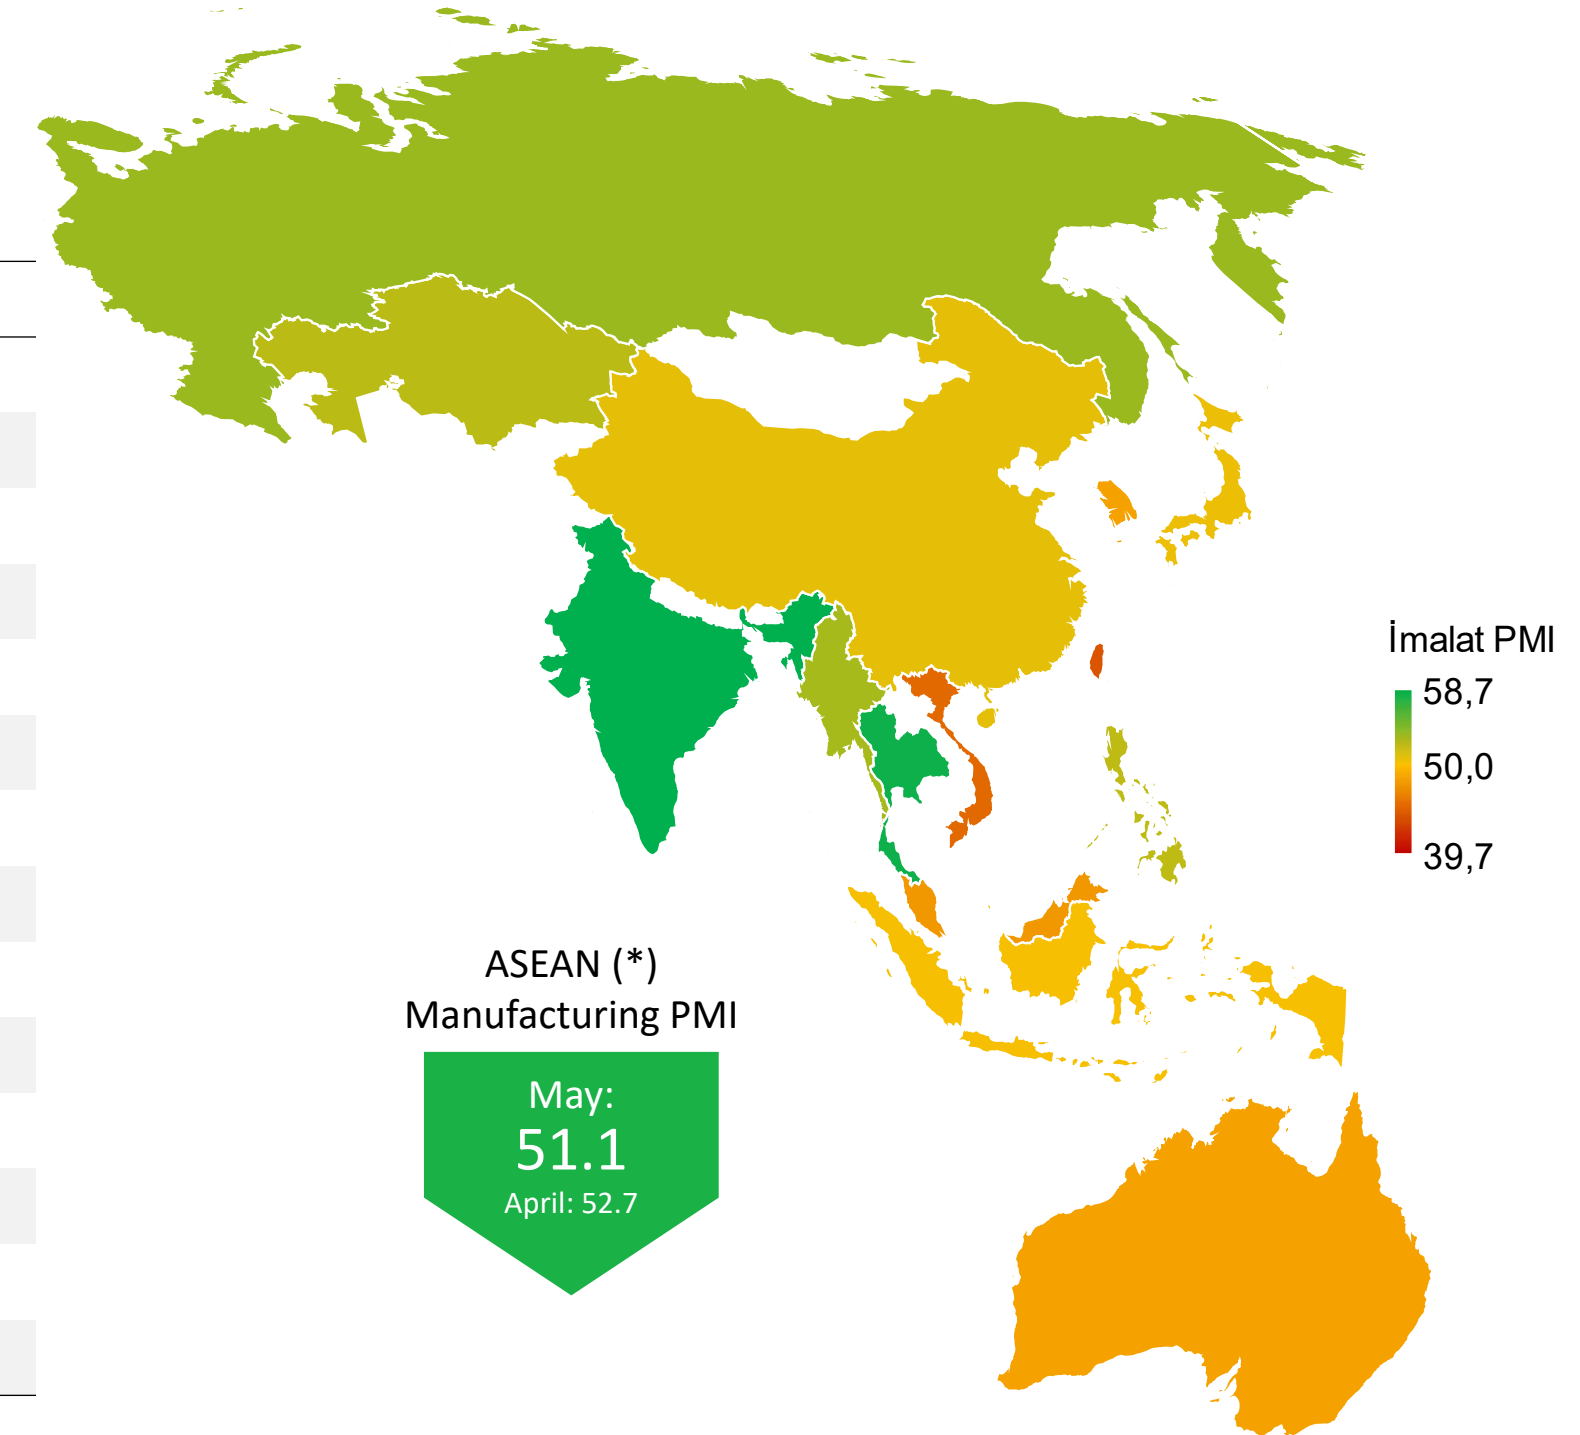 İmalat PMI
58,7
50,0
39,7
ASEAN (*)
Manufacturing PMI
May:
51.1
April: 52.7